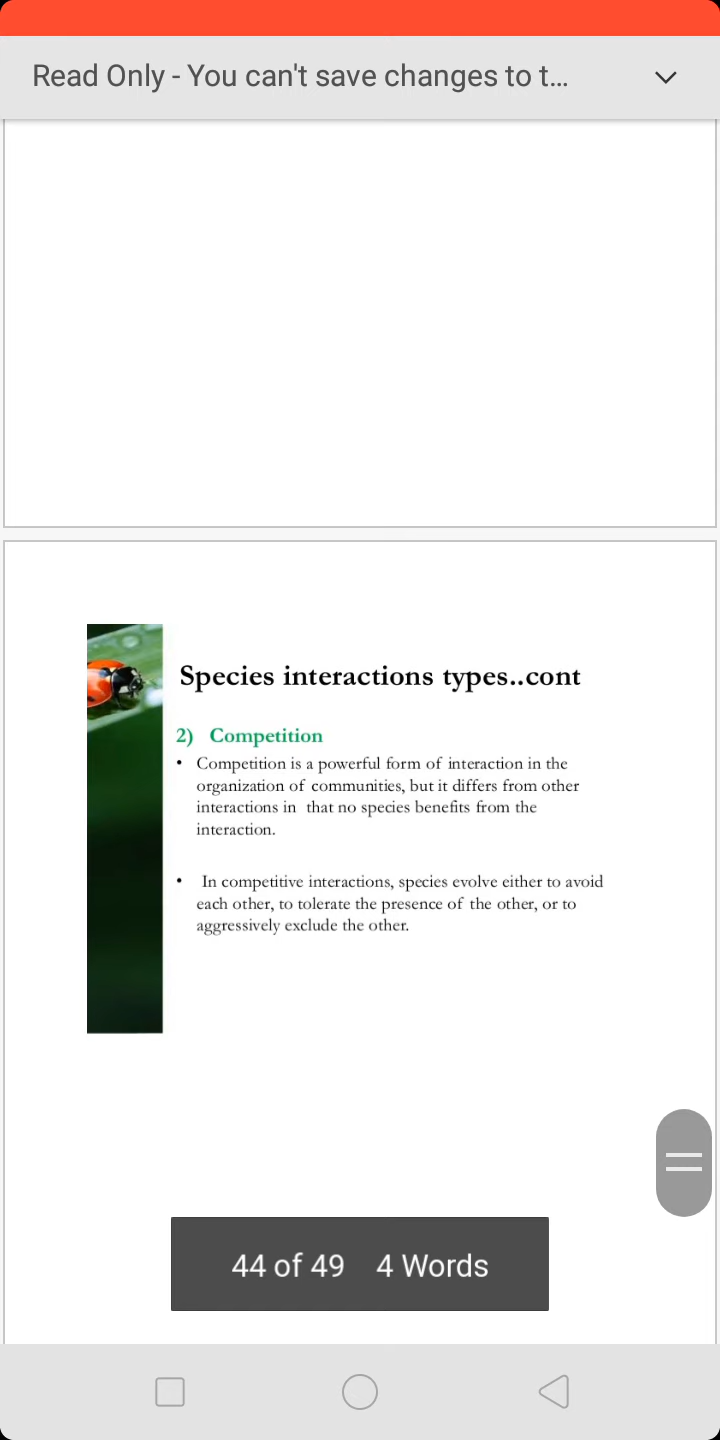 Read Only - You can't save changes to t...
Species interactions types..cont
2) Competition
• Competition is a powerful form of interaction in the
organization of communities, but it differs from other
interactions in that no species benefits from the
interaction.
• In competitive interactions, species evolve either to avoid
each other, to tolerate the presence of the other, or to
aggressively exclude the other.
44 of 49 4 Words